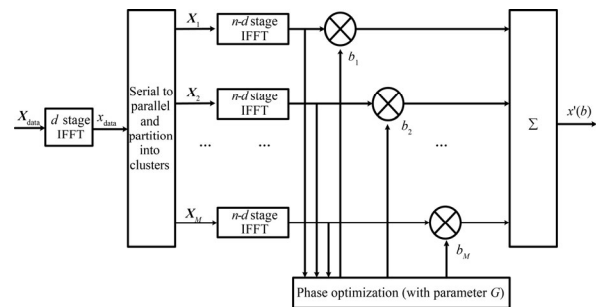 X_data
d stage
IFFT
x_data
Serial to
parallel
and
partition
into
clusters
X_1
n-d stage
IFFT
b_1
X_2
n-d stage
IFFT
b_2
...
...
...
X_M
n-d stage
IFFT
b_M
Σ
x'(b)
Phase optimization (with parameter G)